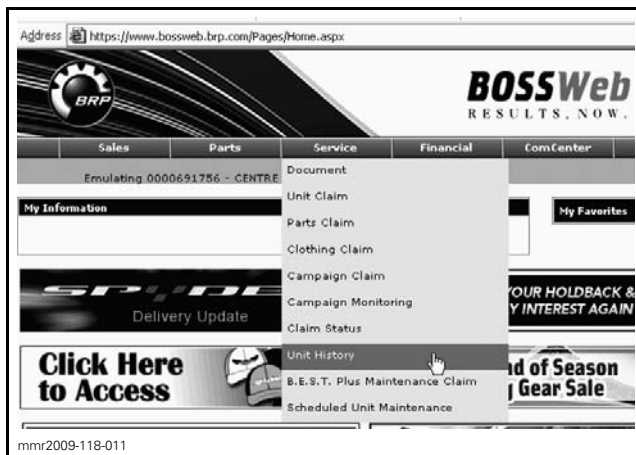 Address https://www.bossweb.brp.com/Pages/Home.aspx
BRP
BOSSWeb
RESULTS, NOW.
Sales Parts Service Financial ComCenter
Emulating 0000691756 - CENTRE
Document
Unit Claim
Parts Claim
Clothing Claim
Campaign Claim
Campaign Monitoring
Claim Status
Unit History
B.E.S.T. Plus Maintenance Claim
Scheduled Unit Maintenance
My Information
My Favorites
Delivery Update
YOUR HOLDBACK &
Y INTEREST AGAIN
Click Here
to Access
nd of Season
Gear Sale
mmr2009-118-011